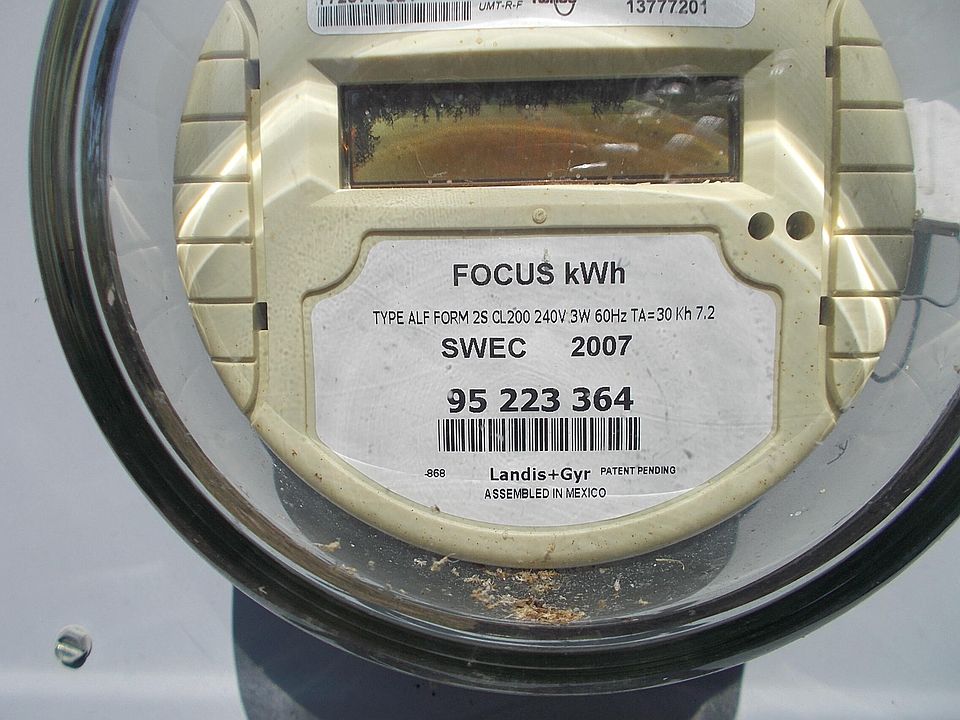 UMT-R-F 13777201
FOCUS kWh
TYPE ALF FORM 2S CL200 240V 3W 60Hz TA=30 Kh 7.2
SWEC 2007
95 223 364
-868 Landis+Gyr PATENT PENDING
ASSEMBLED IN MEXICO